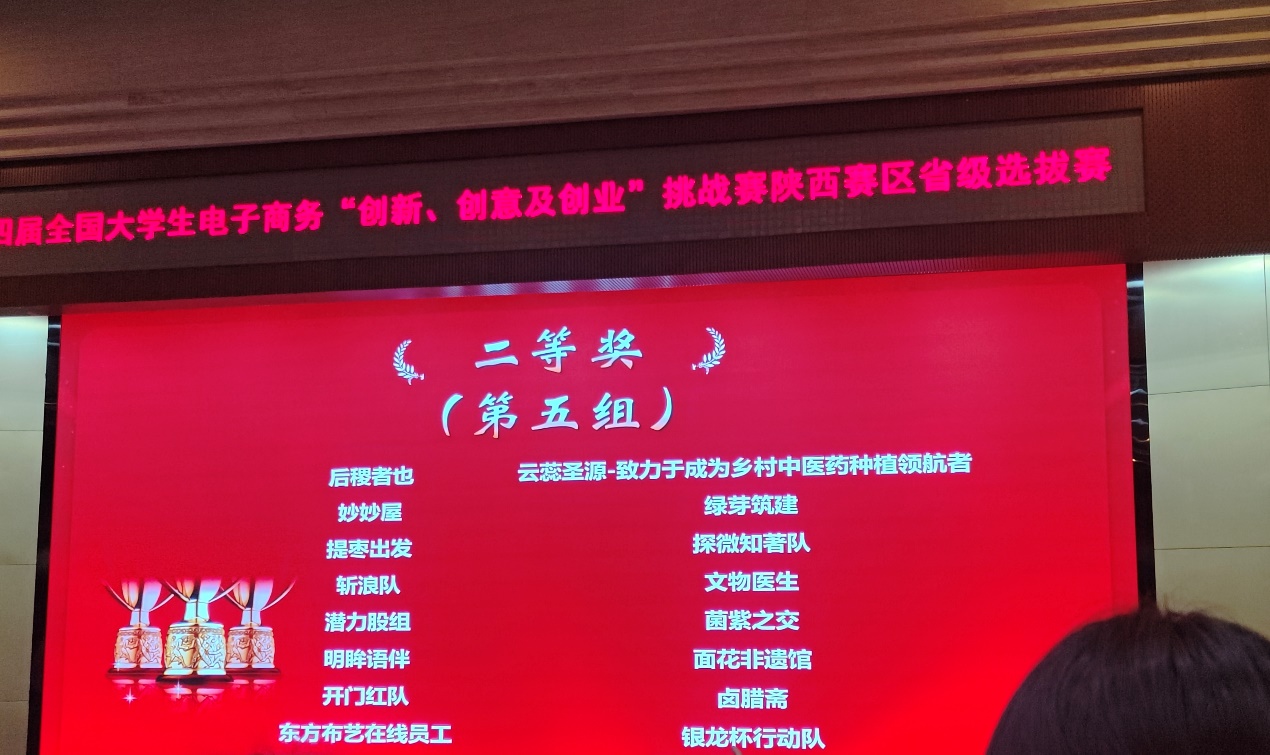 四届全国大学生电子商务“创新、创意及创业”挑战赛陕西赛区省级选拔赛
二等奖
（第五组）
后稷者也 云蕊圣源-致力于成为乡村中医药种植领航者
妙妙屋 绿芽筑建
提枣出发 探微知著队
斩浪队 文物医生
潜力股组 菌紫之交
明眸语伴 面花非遗馆
开门红队 卤腊斋
东方布艺在线员工 银龙杯行动队